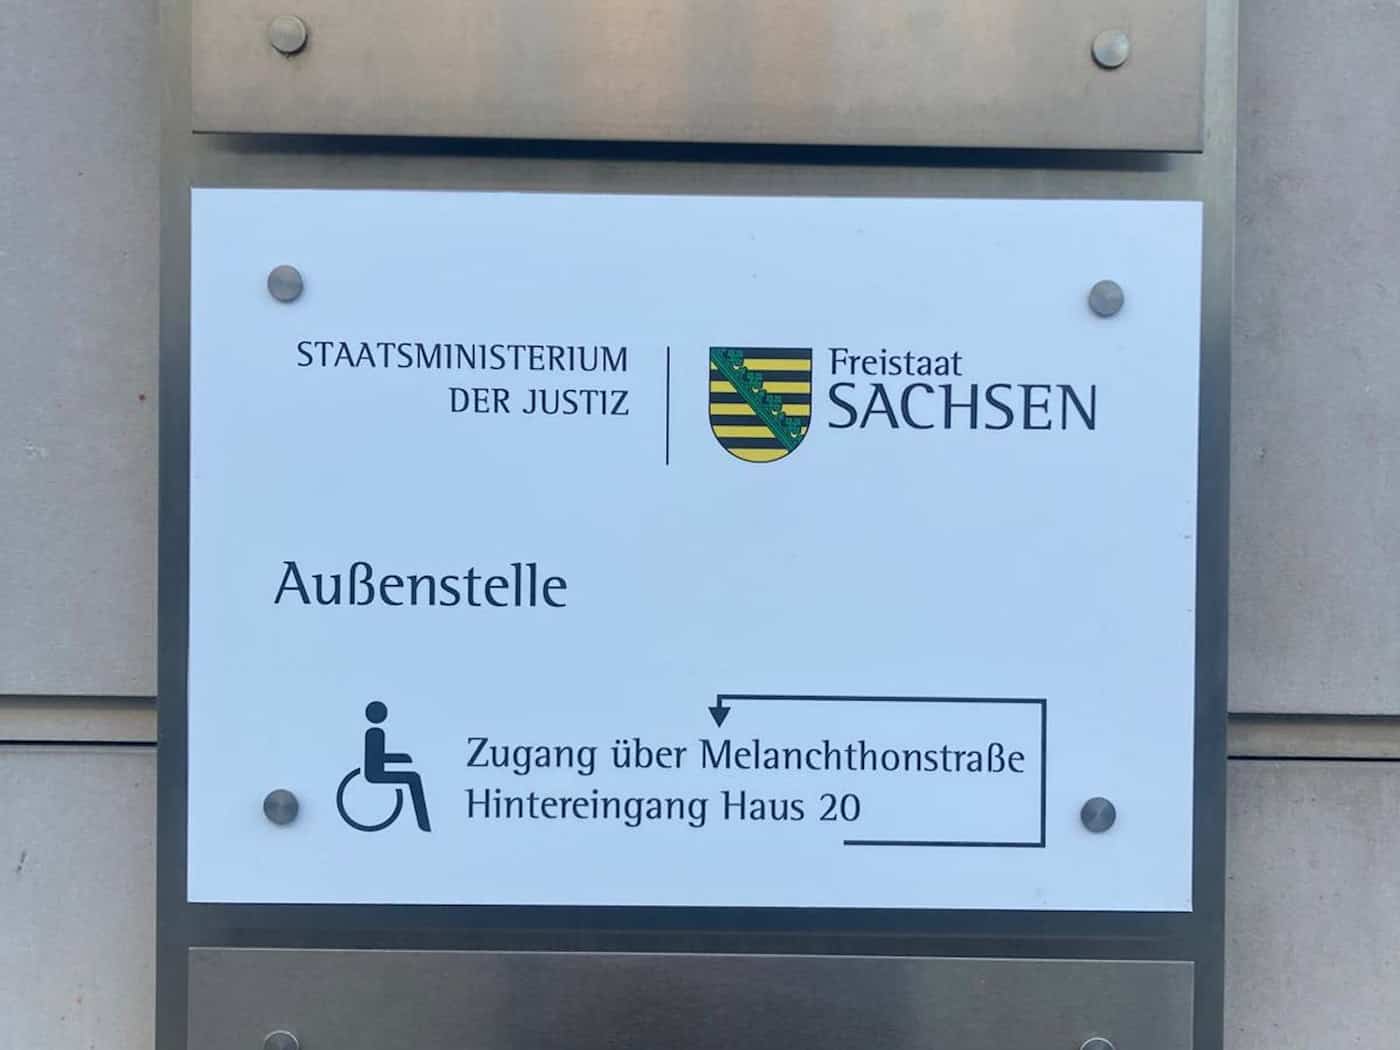 STAATSMINISTERIUM
DER JUSTIZ
Freistaat
SACHSEN
Außenstelle
Zugang über Melanchthonstraße
Hintereingang Haus 20